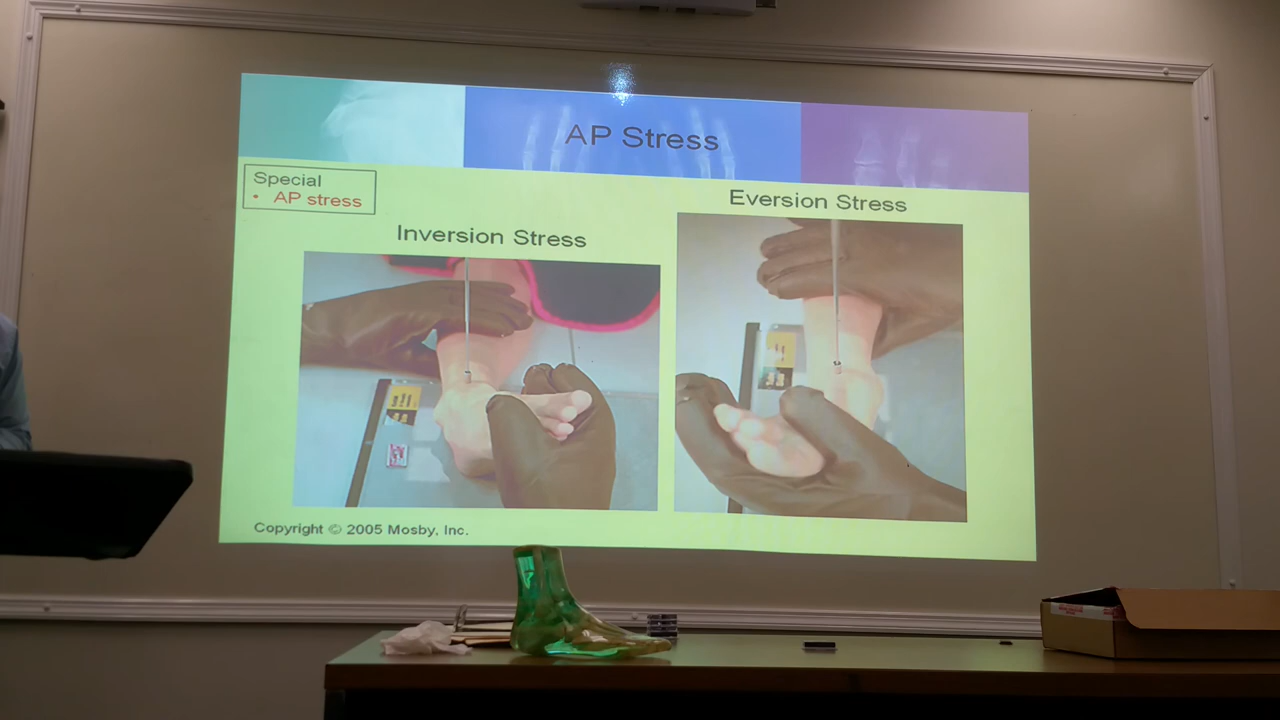 AP Stress
Special
• AP stress
Inversion Stress
Eversion Stress
Copyright © 2005 Mosby, Inc.